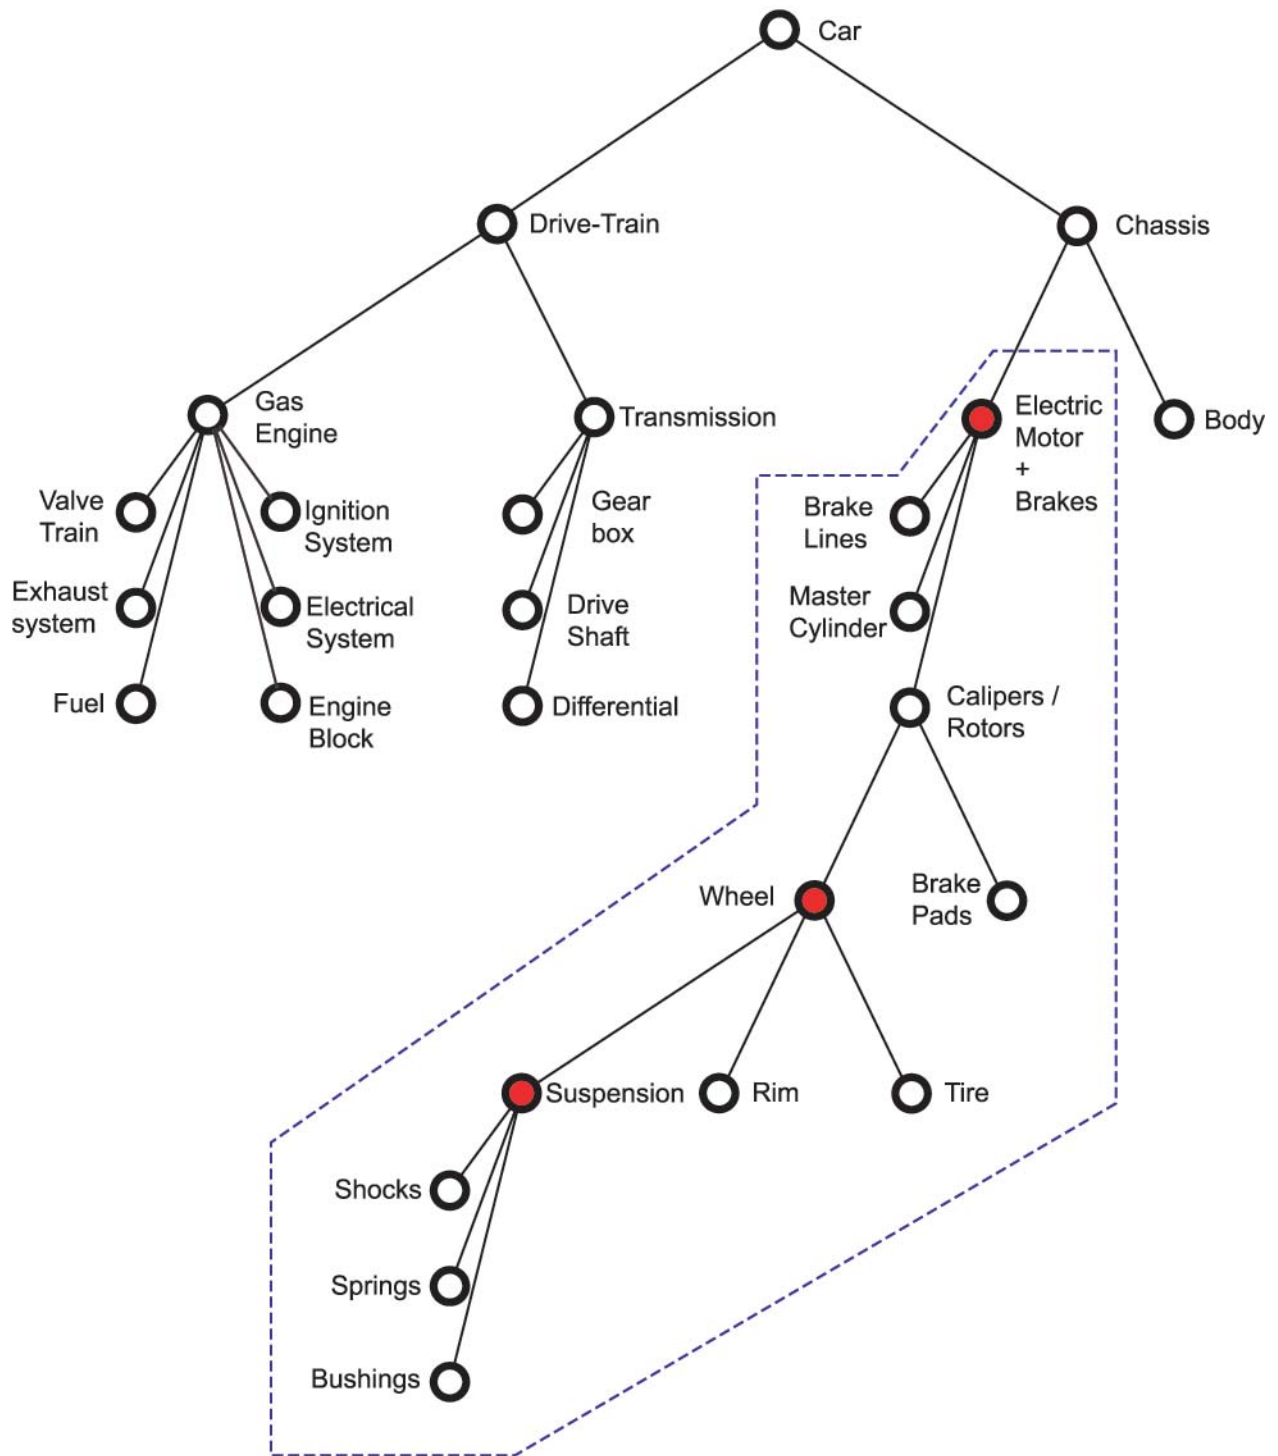 Car
Drive-Train
Chassis
Gas
Engine
Transmission
Electric
Motor
+
Brakes
Body
Valve
Train
Ignition
System
Gear
box
Brake
Lines
Exhaust
system
Electrical
System
Drive
Shaft
Master
Cylinder
Fuel
Engine
Block
Differential
Calipers /
Rotors
Wheel
Brake
Pads
Suspension
Rim
Tire
Shocks
Springs
Bushings